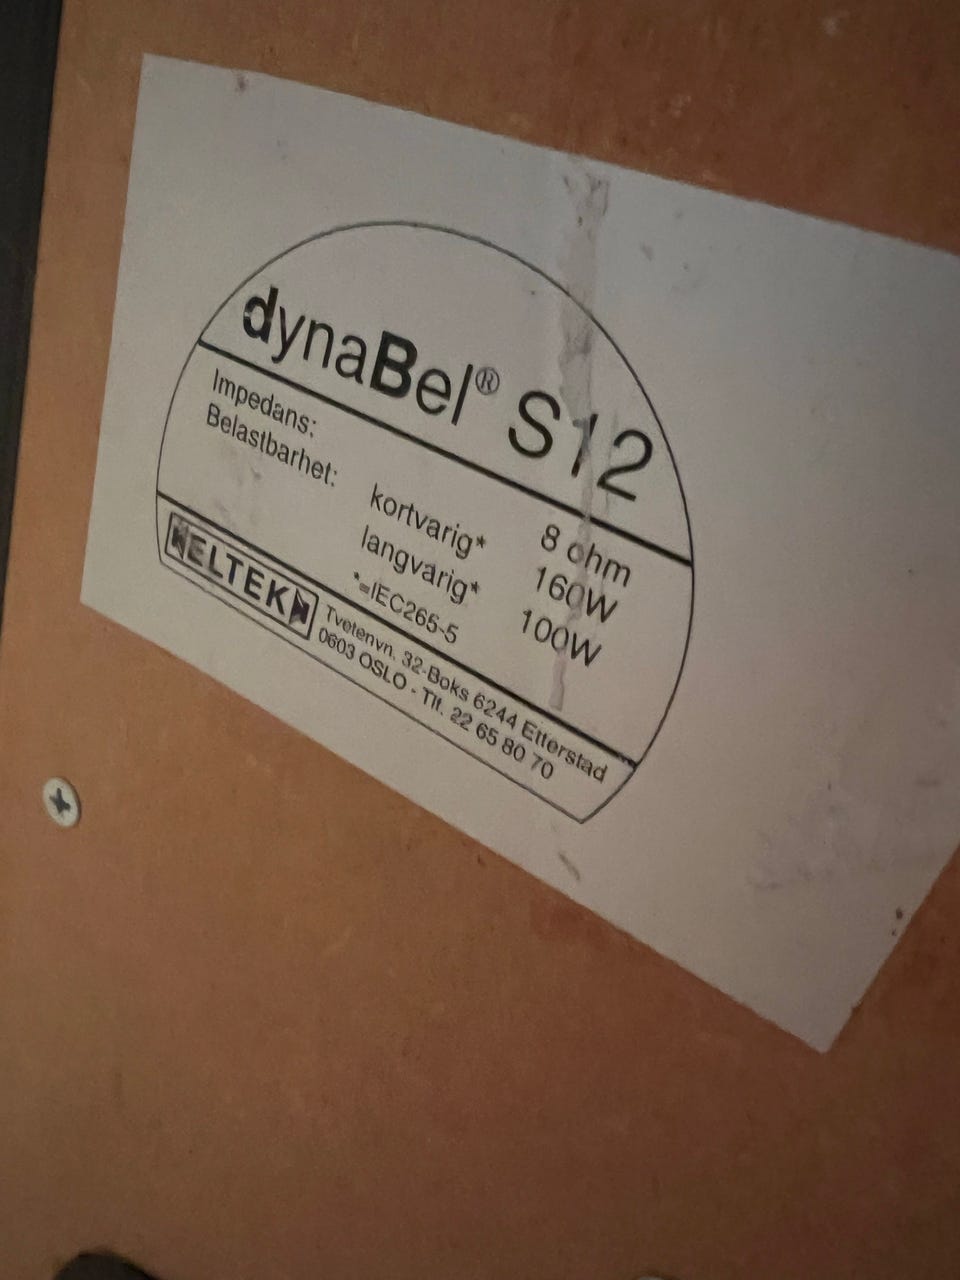 dynaBel® S12
Impedans: 8 ohm
Belastbarhet: kortvarig* 160W
langvarig* 100W
*=IEC265-5
ELTEK
Tvetenvn. 32-Boks 6244 Etterstad
0603 OSLO - Tlf. 22 65 80 70